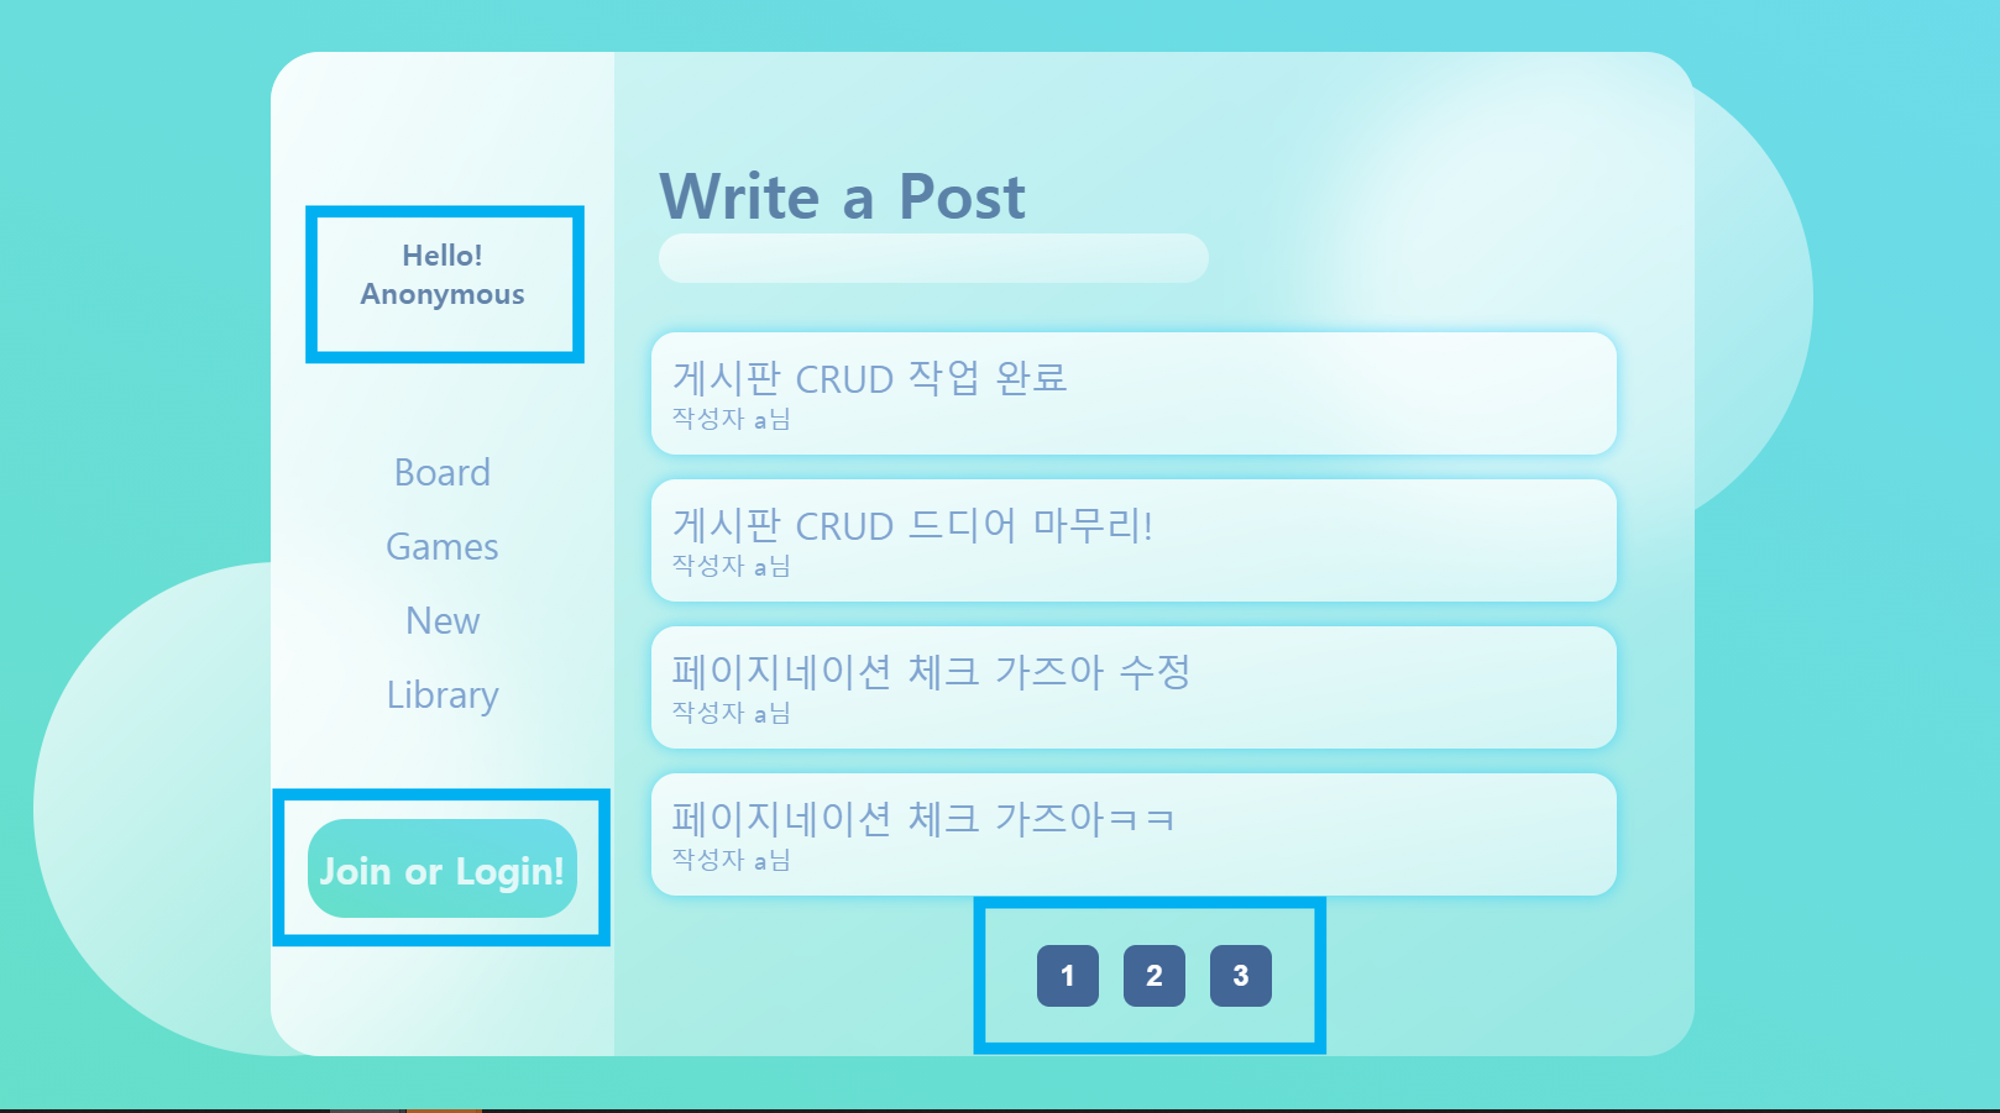 Hello!
Anonymous
Board
Games
New
Library
Join or Login!
Write a Post
게시판 CRUD 작업 완료
작성자 a님
게시판 CRUD 드디어 마무리!
작성자 a님
페이지네이션 체크 가즈아 수정
작성자 a님
페이지네이션 체크 가즈아ㅋㅋ
작성자 a님
1 2 3